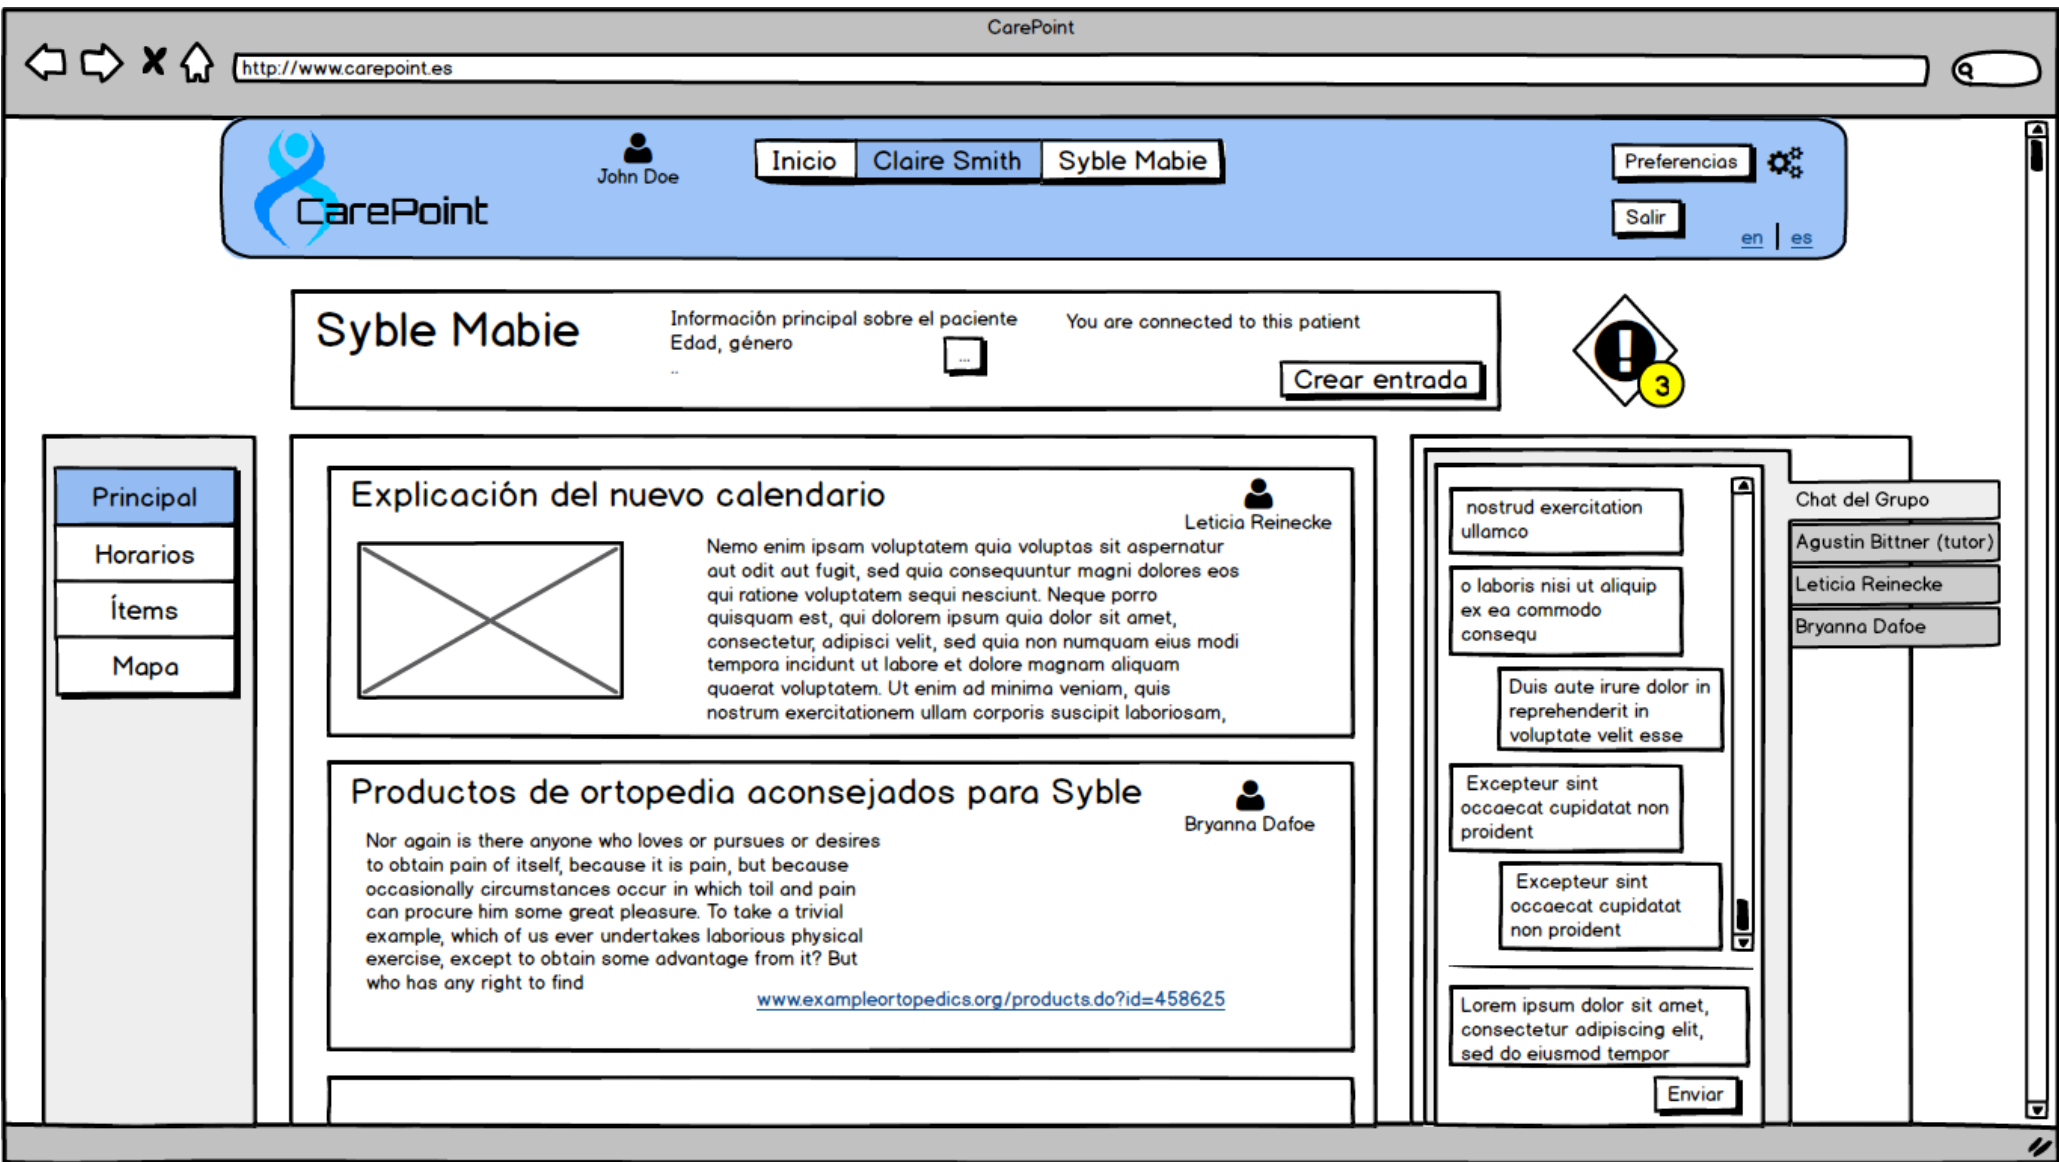 CarePoint
http://www.carepoint.es
CarePoint
John Doe
Inicio
Claire Smith
Syble Mabie
Preferencias
Salir
en | es
Syble Mabie
Información principal sobre el paciente
Edad, género
..
...
You are connected to this patient
Crear entrada
3
Principal
Horarios
Ítems
Mapa
Explicación del nuevo calendario
Leticia Reinecke
Nemo enim ipsam voluptatem quia voluptas sit aspernatur
aut odit aut fugit, sed quia consequuntur magni dolores eos
qui ratione voluptatem sequi nesciunt. Neque porro
quisquam est, qui dolorem ipsum quia dolor sit amet,
consectetur, adipisci velit, sed quia non numquam eius modi
tempora incidunt ut labore et dolore magnam aliquam
quaerat voluptatem. Ut enim ad minima veniam, quis
nostrum exercitationem ullam corporis suscipit laboriosam,
Productos de ortopedia aconsejados para Syble
Bryanna Dafoe
Nor again is there anyone who loves or pursues or desires
to obtain pain of itself, because it is pain, but because
occasionally circumstances occur in which toil and pain
can procure him some great pleasure. To take a trivial
example, which of us ever undertakes laborious physical
exercise, except to obtain some advantage from it? But
who has any right to find
www.exampleortopedics.org/products.do?id=458625
nostrud exercitation
ullamco
o laboris nisi ut aliquip
ex ea commodo
consequ
Duis aute irure dolor in
reprehenderit in
voluptate velit esse
Excepteur sint
occaecat cupidatat non
proident
Excepteur sint
occaecat cupidatat
non proident
Lorem ipsum dolor sit amet,
consectetur adipiscing elit,
sed do eiusmod tempor
Enviar
Chat del Grupo
Agustin Bittner (tutor)
Leticia Reinecke
Bryanna Dafoe